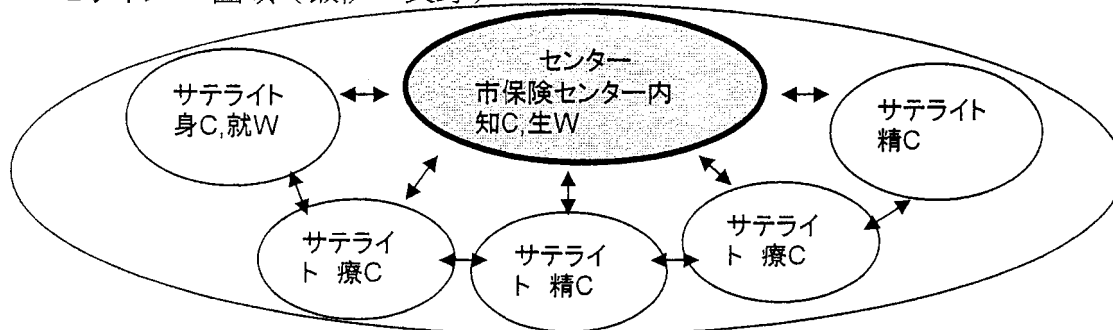 センター
市保険センター内
知C,生W
サテライト
身C,就W
サテライト
精C
サテライ
ト 療C
サテライ
ト 精C
サテライ
ト 療C